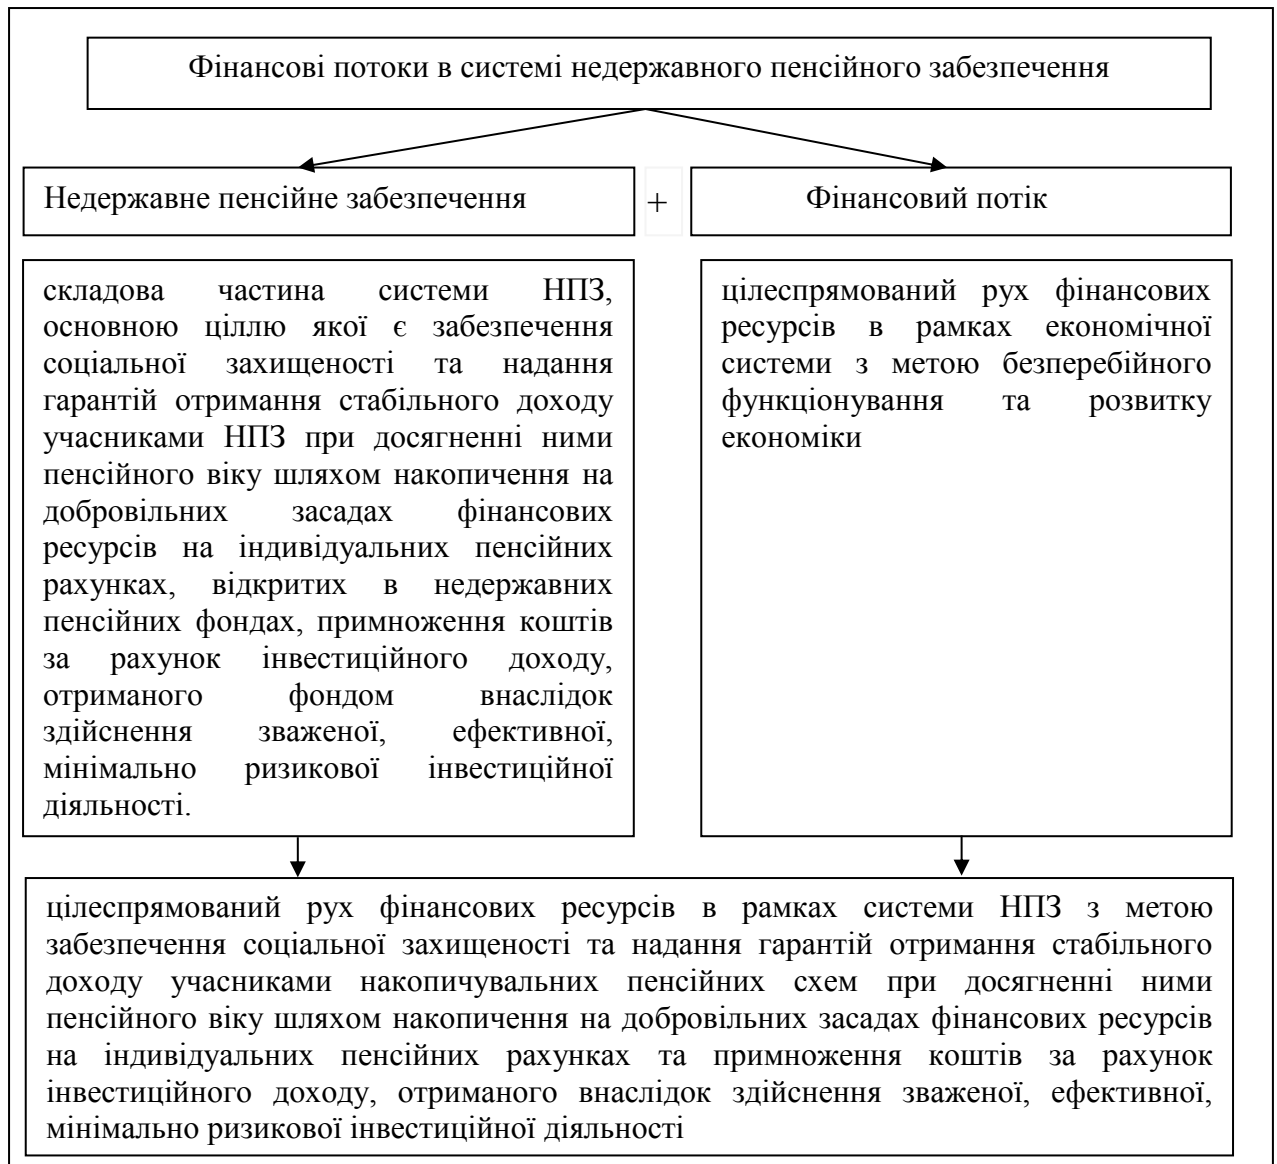 Фінансові потоки в системі недержавного пенсійного забезпечення
Недержавне пенсійне забезпечення
+
Фінансовий потік
складова частина системи НПЗ,
основною ціллю якої є забезпечення
соціальної захищеності та надання
гарантій отримання стабільного доходу
учасниками НПЗ при досягненні ними
пенсійного віку шляхом накопичення на
добровільних засадах фінансових
ресурсів на індивідуальних пенсійних
рахунках, відкритих в недержавних
пенсійних фондах, примноження коштів
за рахунок інвестиційного доходу,
отриманого фондом внаслідок
здійснення зваженої, ефективної,
мінімально ризикової інвестиційної
діяльності.
цілеспрямований рух фінансових
ресурсів в рамках економічної
системи з метою безперебійного
функціонування та розвитку
економіки
цілеспрямований рух фінансових ресурсів в рамках системи НПЗ з метою
забезпечення соціальної захищеності та надання гарантій отримання стабільного
доходу учасниками накопичувальних пенсійних схем при досягненні ними
пенсійного віку шляхом накопичення на добровільних засадах фінансових ресурсів
на індивідуальних пенсійних рахунках та примноження коштів за рахунок
інвестиційного доходу, отриманого внаслідок здійснення зваженої, ефективної,
мінімально ризикової інвестиційної діяльності